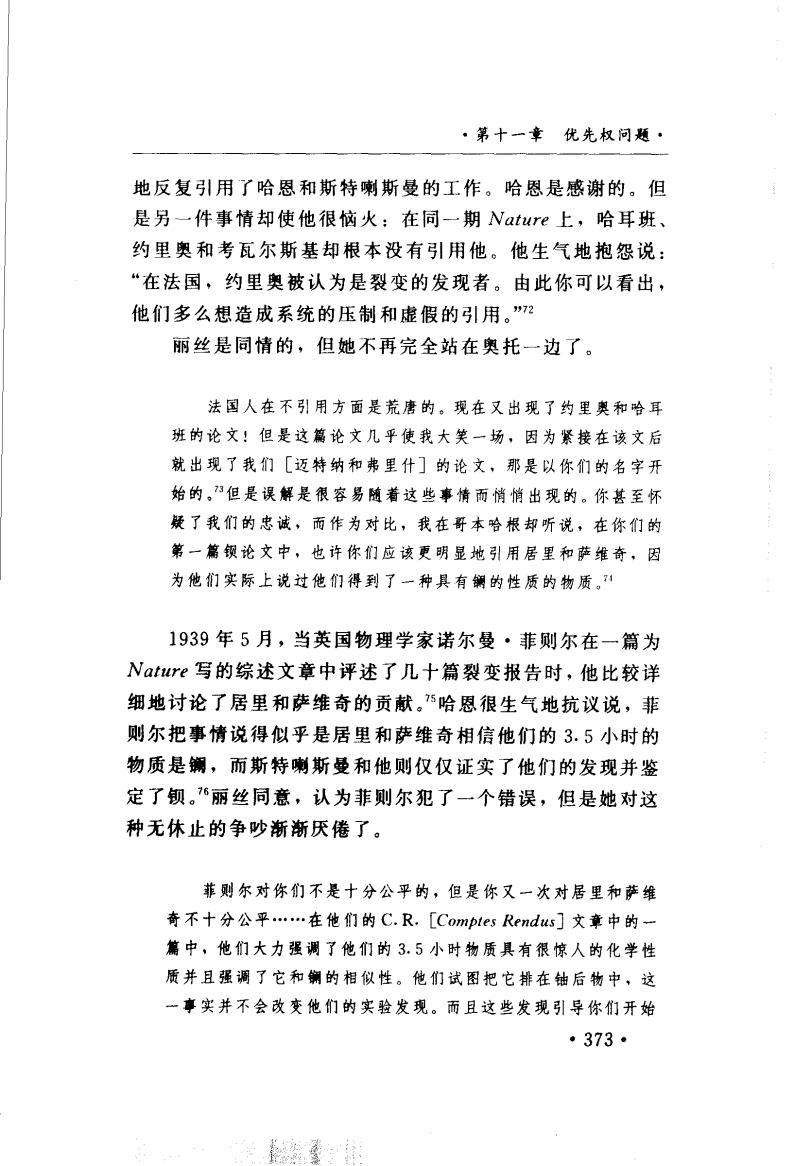 ·第十一章 优先权问题·
地反复引用了哈恩和斯特喇斯曼的工作。哈恩是感谢的。但
是另一件事情却使他很恼火：在同一期 Nature 上，哈耳班、
约里奥和考瓦尔斯基却根本没有引用他。他生气地抱怨说：
“在法国，约里奥被认为是裂变的发现者。由此你可以看出，
他们多么想造成系统的压制和虚假的引用。”72
丽丝是同情的，但她不再完全站在奥托一边了。
法国人在不引用方面是荒唐的。现在又出现了约里奥和哈耳
班的论文！但是这篇论文几乎使我大笑一场，因为紧接在该文后
就出现了我们［迈特纳和弗里什］的论文，那是以你们的名字开
始的。73但是误解是很容易随着这些事情而悄悄出现的。你甚至怀
疑了我们的忠诚，而作为对比，我在哥本哈根却听说，在你们的
第一篇钡论文中，也许你们应该更明显地引用居里和萨维奇，因
为他们实际上说过他们得到了一种具有镧的性质的物质。74
1939 年 5 月，当英国物理学家诺尔曼·菲则尔在一篇为
Nature 写的综述文章中评述了几十篇裂变报告时，他比较详
细地讨论了居里和萨维奇的贡献。75哈恩很生气地抗议说，菲
则尔把事情说得似乎是居里和萨维奇相信他们的 3.5 小时的
物质是镧，而斯特喇斯曼和他则仅仅证实了他们的发现并鉴
定了钡。76丽丝同意，认为菲则尔犯了一个错误，但是她对这
种无休止的争吵渐渐厌倦了。
菲则尔对你们不是十分公平的，但是你又一次对居里和萨维
奇不十分公平……在他们的 C.R.［Comptes Rendus］文章中的一
篇中，他们大力强调了他们的 3.5 小时物质具有很惊人的化学性
质并且强调了它和镧的相似性。他们试图把它排在铀后物中，这
一事实并不会改变他们的实验发现。而且这些发现引导你们开始
·373·